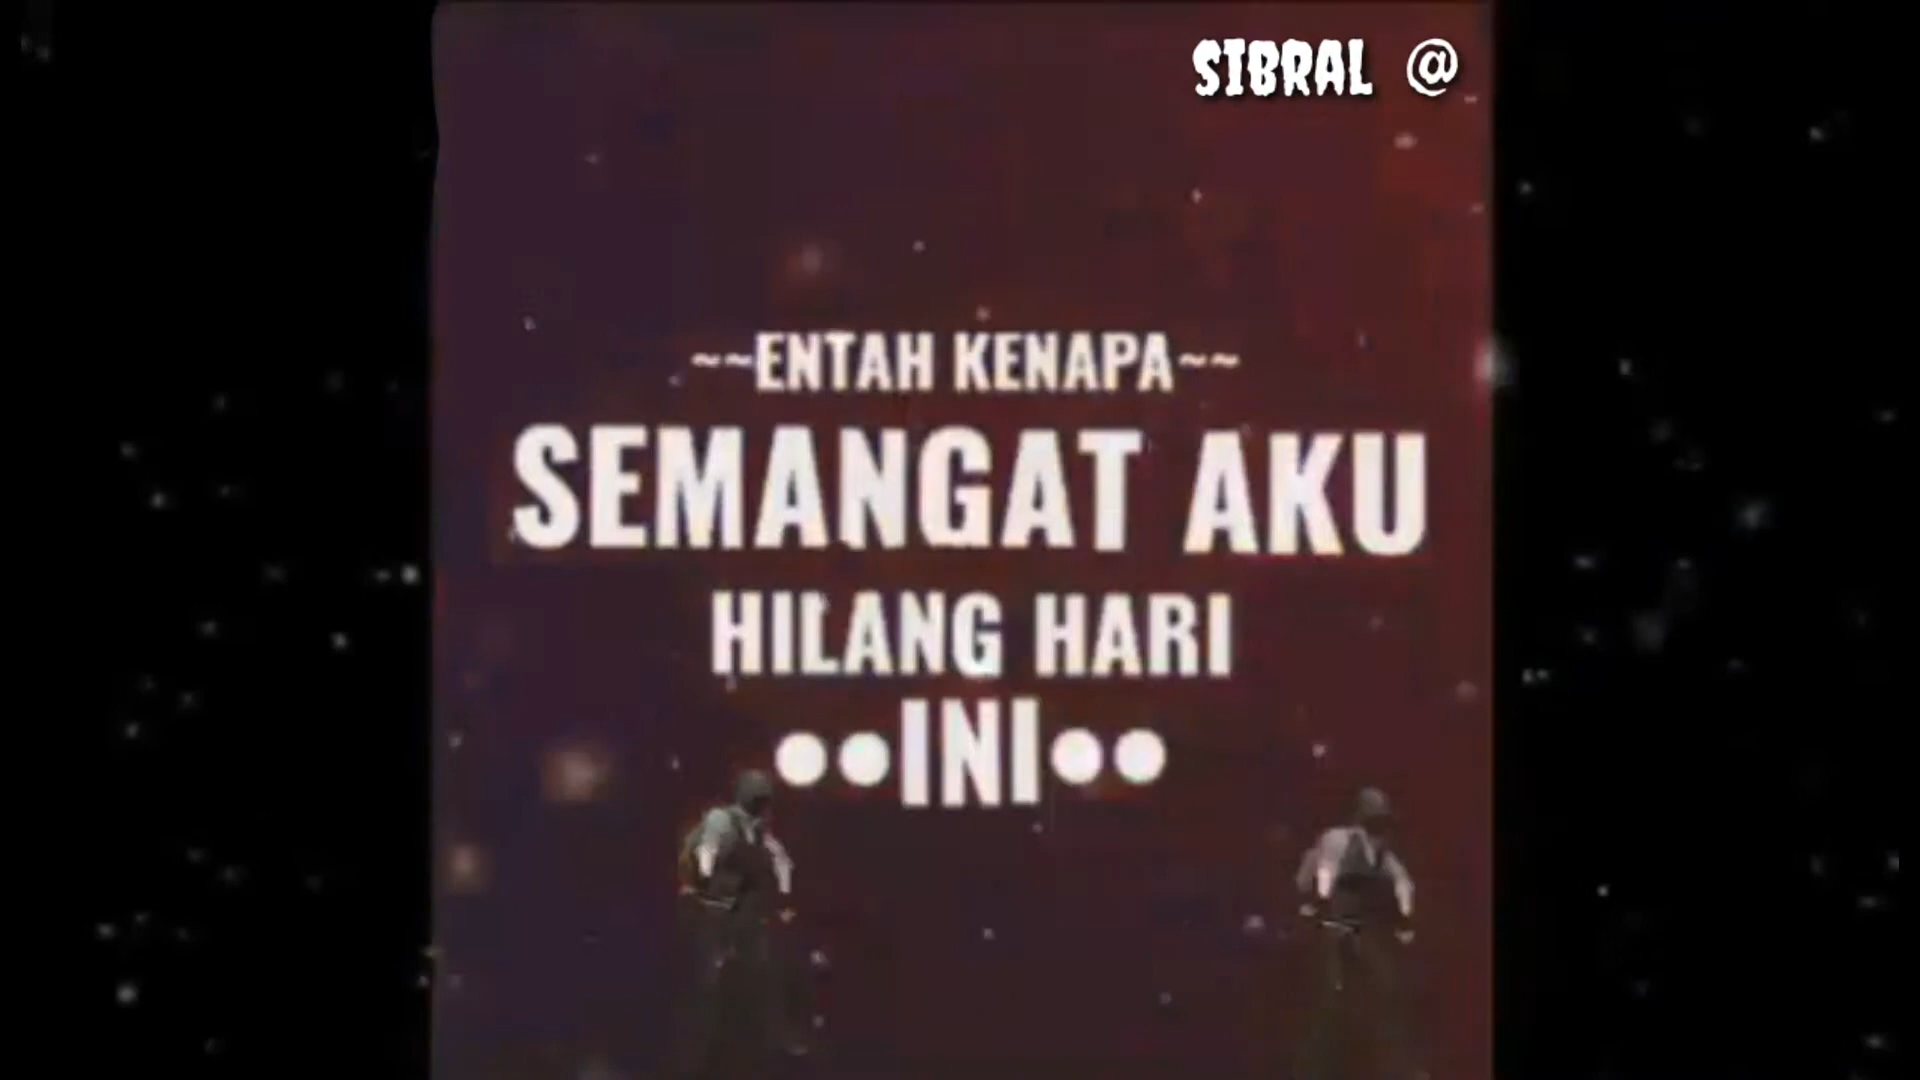 SIBRAL @
~~ENTAH KENAPA~~
SEMANGAT AKU
HILANG HARI
●●INI●●